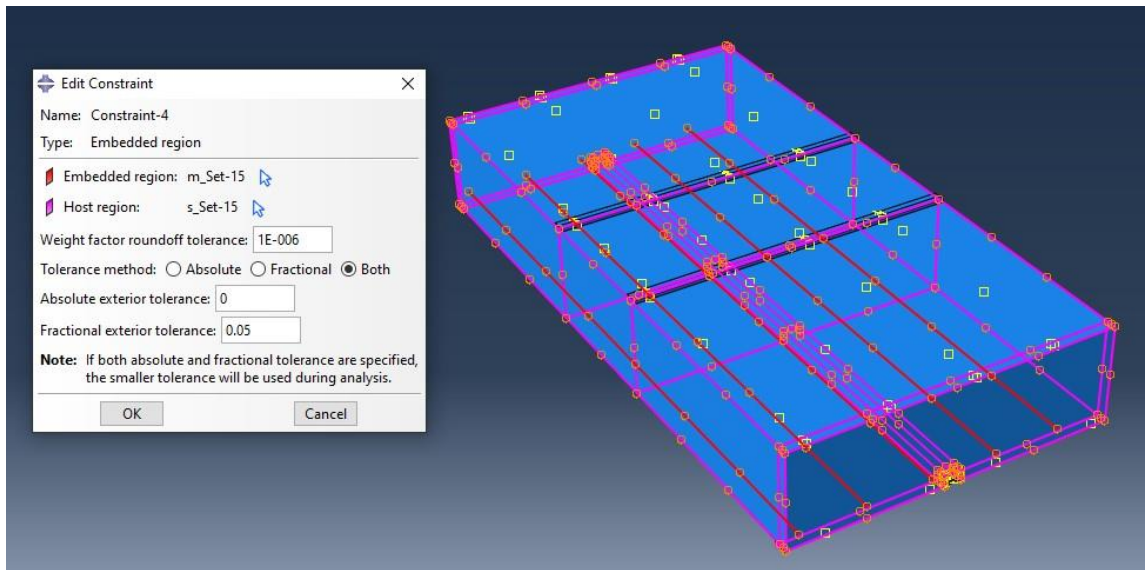 Edit Constraint
Name: Constraint-4
Type: Embedded region
Embedded region: m_Set-15
Host region: s_Set-15
Weight factor roundoff tolerance: 1E-006
Tolerance method: Absolute Fractional Both
Absolute exterior tolerance: 0
Fractional exterior tolerance: 0.05
Note: If both absolute and fractional tolerance are specified,
the smaller tolerance will be used during analysis.
OK Cancel